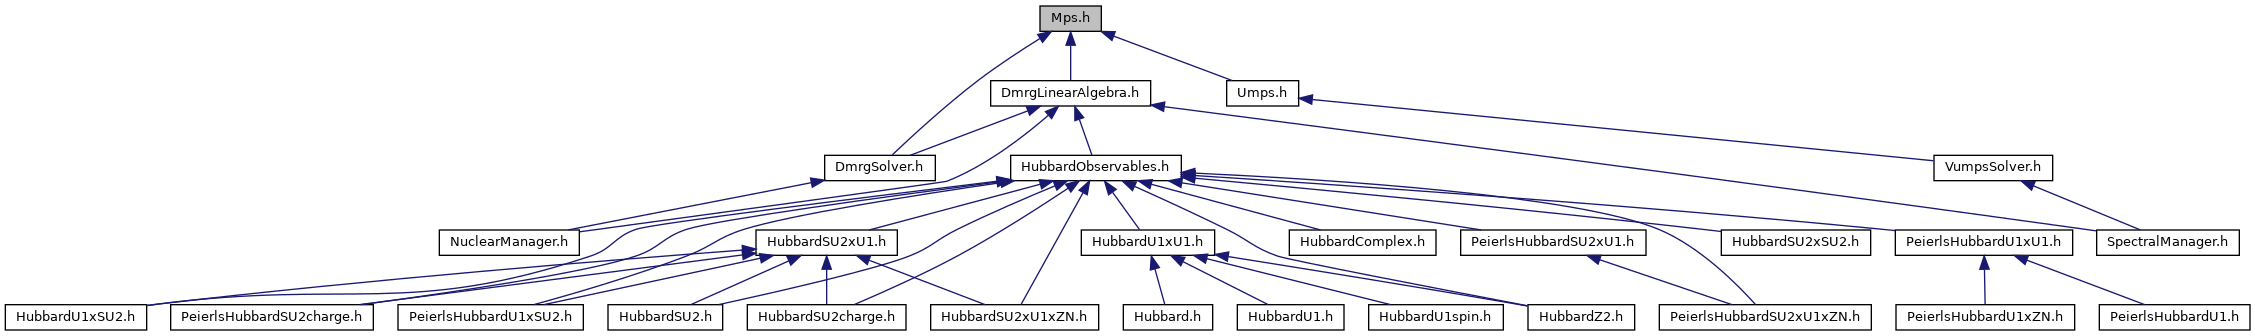 Mps.h
DmrgLinearAlgebra.h
Umps.h
DmrgSolver.h
HubbardObservables.h
VumpsSolver.h
NuclearManager.h
HubbardSU2xU1.h
HubbardU1xU1.h
HubbardComplex.h
PeierlsHubbardSU2xU1.h
HubbardSU2xSU2.h
PeierlsHubbardU1xU1.h
SpectralManager.h
HubbardU1xSU2.h
PeierlsHubbardSU2charge.h
PeierlsHubbardU1xSU2.h
HubbardSU2.h
HubbardSU2charge.h
HubbardSU2xU1xZN.h
Hubbard.h
HubbardU1.h
HubbardU1spin.h
HubbardZ2.h
PeierlsHubbardSU2xU1xZN.h
PeierlsHubbardU1xZN.h
PeierlsHubbardU1.h